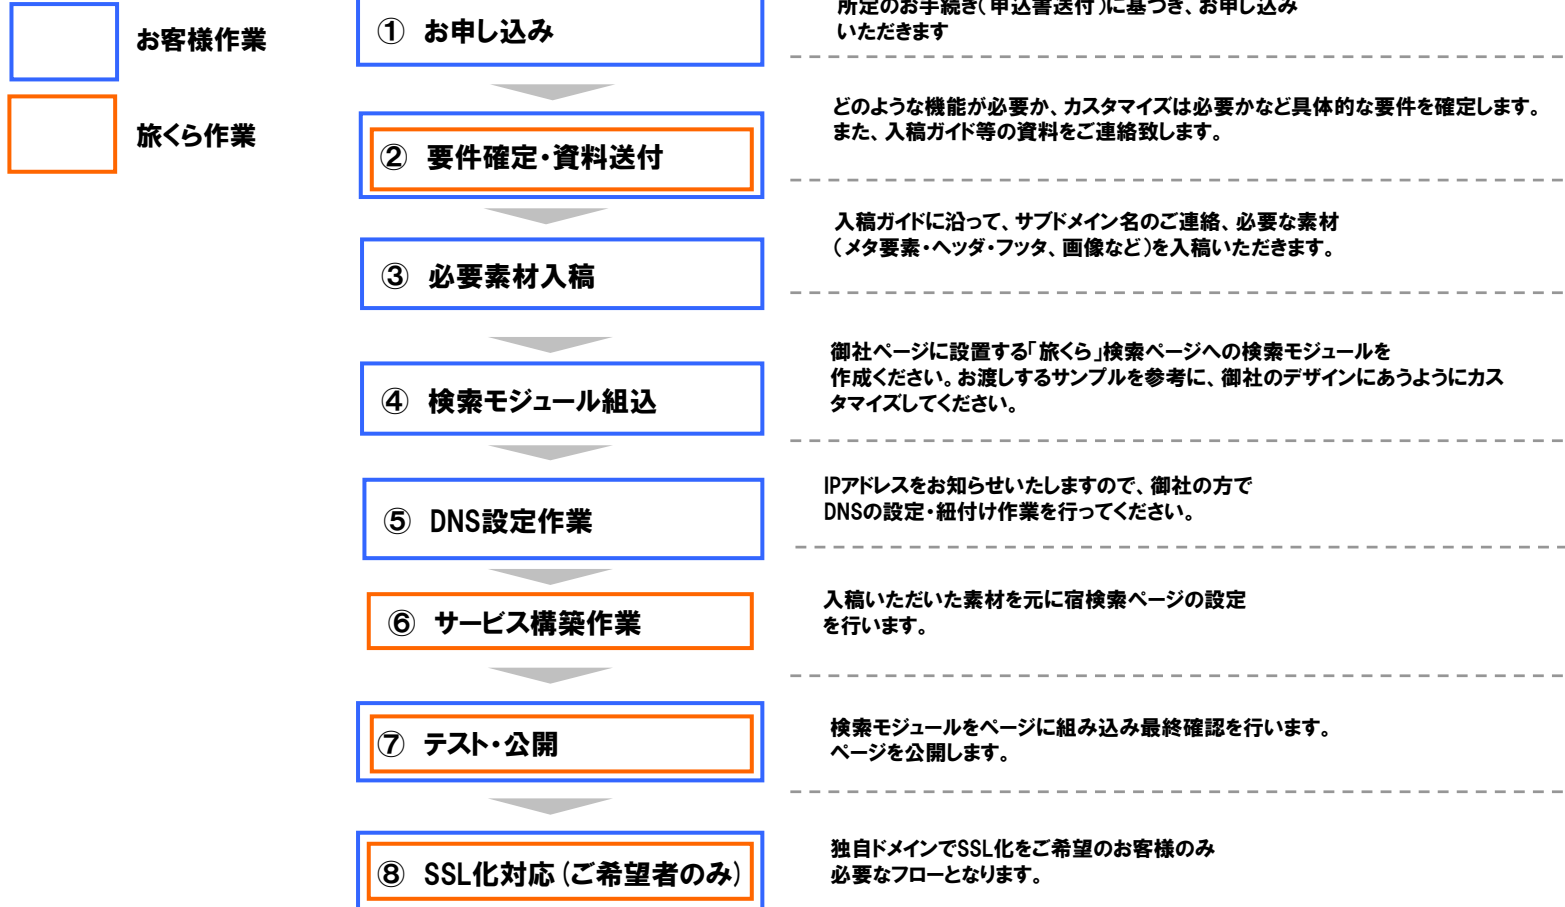 お客様作業
旅くら作業
① お申し込み
所定のお手続き(申込書送付)に基づき、お申し込み
いただきます
② 要件確定・資料送付
どのような機能が必要か、カスタマイズは必要かなど具体的な要件を確定します。
また、入稿ガイド等の資料をご連絡致します。
③ 必要素材入稿
入稿ガイドに沿って、サブドメイン名のご連絡、必要な素材
(メタ要素・ヘッダ・フッタ、画像など)を入稿いただきます。
④ 検索モジュール組込
御社ページに設置する「旅くら」検索ページへの検索モジュールを
作成ください。お渡しするサンプルを参考に、御社のデザインにあうようにカス
タマイズしてください。
⑤ DNS設定作業
IPアドレスをお知らせいたしますので、御社の方で
DNSの設定・紐付け作業を行ってください。
⑥ サービス構築作業
入稿いただいた素材を元に宿検索ページの設定
を行います。
⑦ テスト・公開
検索モジュールをページに組み込み最終確認を行います。
ページを公開します。
⑧ SSL化対応(ご希望者のみ)
独自ドメインでSSL化をご希望のお客様のみ
必要なフローとなります。